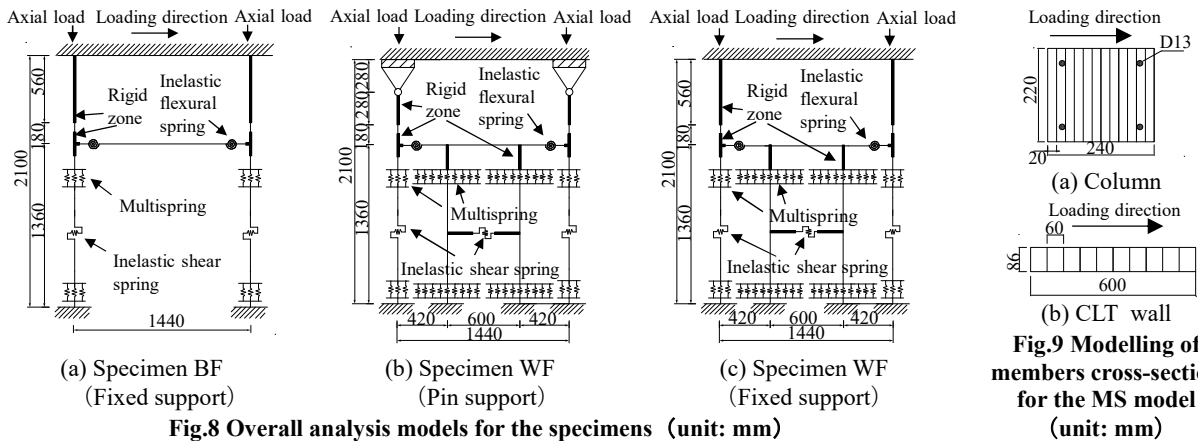 Axial load Loading direction Axial load
560
180
2100
1360
Rigid
zone
Inelastic
flexural
spring
Multispring
Inelastic shear
spring
1440
(a) Specimen BF
(Fixed support)
Axial load Loading direction Axial load
280
280
180
2100
1360
Rigid
zone
Inelastic
flexural
spring
Multispring
Inelastic shear spring
420 600 420
1440
(b) Specimen WF
(Pin support)
Axial load Loading direction Axial load
560
180
2100
1360
Rigid
zone
Inelastic
flexural
spring
Multispring
Inelastic shear spring
420 600 420
1440
(c) Specimen WF
(Fixed support)
Fig.8 Overall analysis models for the specimens (unit: mm)
Loading direction
D13
220
20
240
(a) Column
Loading direction
60
86
600
(b) CLT wall
Fig.9 Modelling of
members cross-section
for the MS model
(unit: mm)